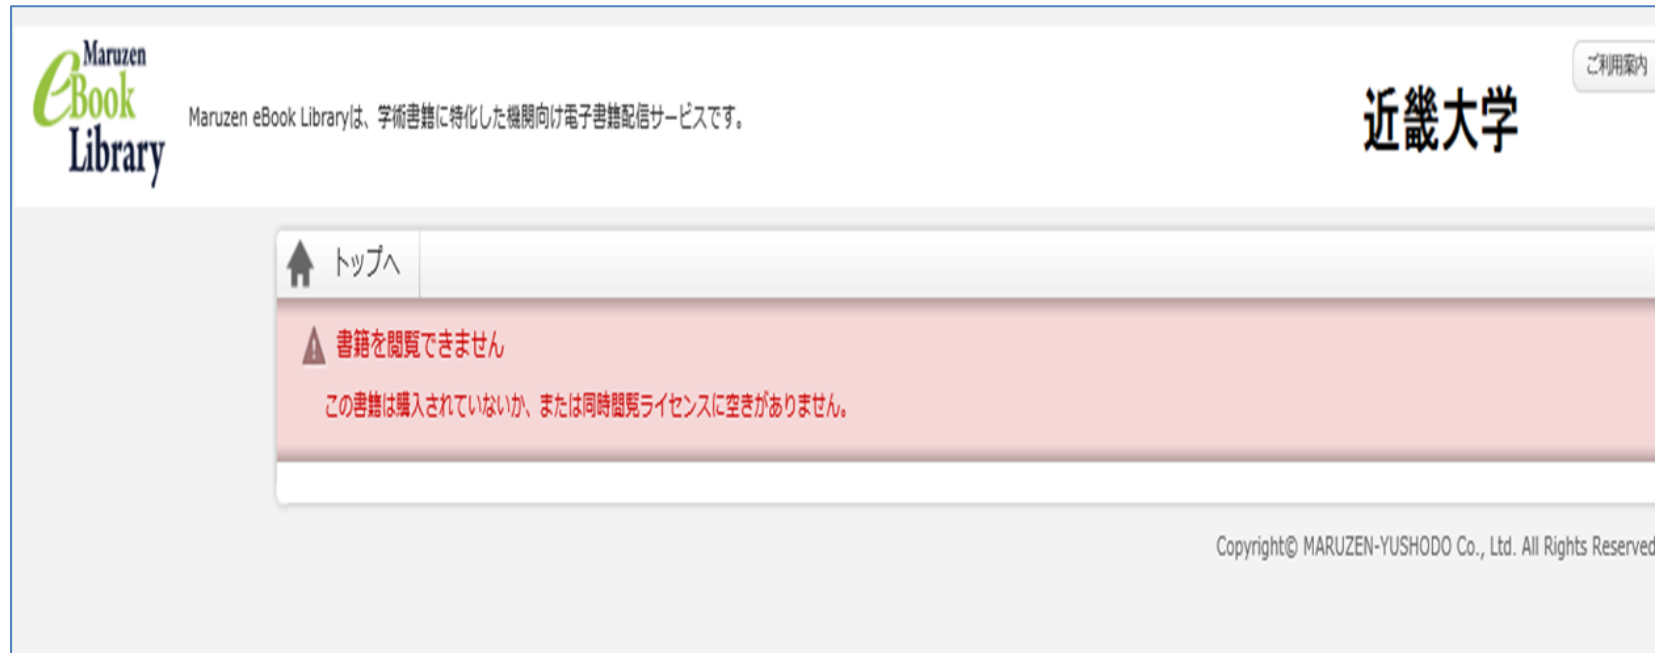 Maruzen
eBook
Library
Maruzen eBook Libraryは、学術書籍に特化した機関向け電子書籍配信サービスです。
近畿大学
ご利用案内
トップへ
書籍を閲覧できません
この書籍は購入されていないか、または同時閲覧ライセンスに空きがありません。
Copyright© MARUZEN-YUSHODO Co., Ltd. All Rights Reserved